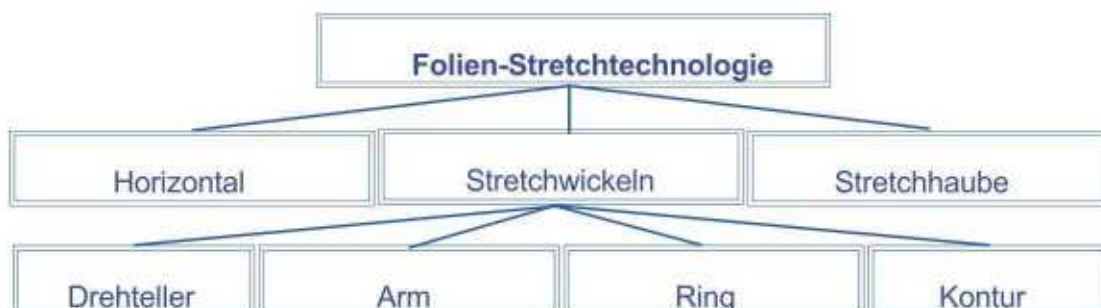 Folien-Stretchtechnologie
Horizontal Stretchwickeln Stretchhaube
Drehteller Arm Ring Kontur